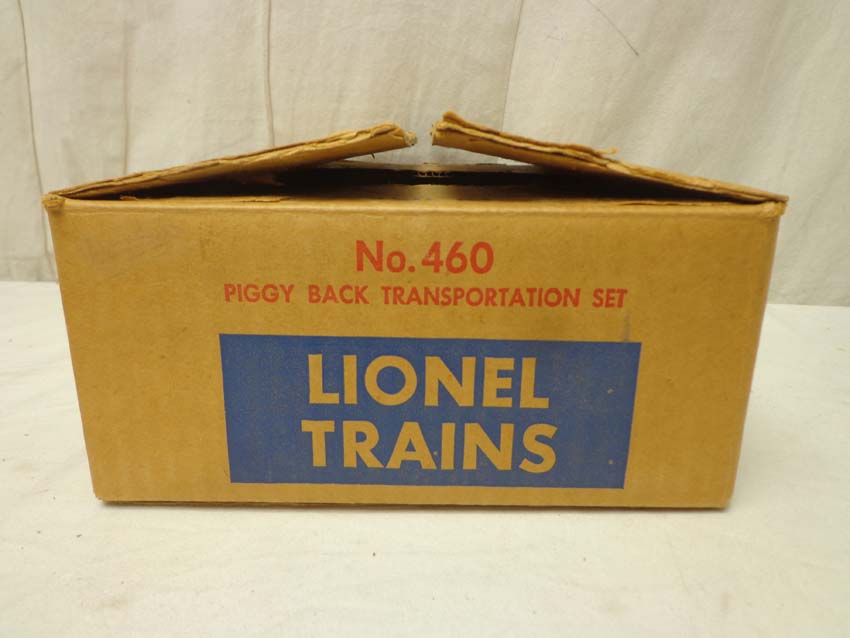 No. 460
PIGGY BACK TRANSPORTATION SET
LIONEL
TRAINS